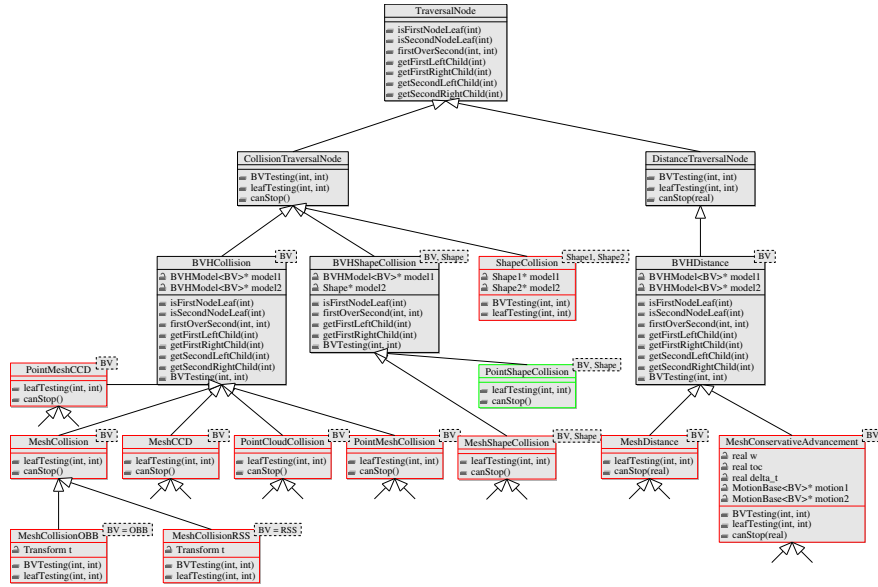 TraversalNode
isFirstNodeLeaf(int)
isSecondNodeLeaf(int)
firstOverSecond(int, int)
getFirstLeftChild(int)
getFirstRightChild(int)
getSecondLeftChild(int)
getSecondRightChild(int)
CollisionTraversalNode
BVTesting(int, int)
leafTesting(int, int)
canStop()
DistanceTraversalNode
BVTesting(int, int)
leafTesting(int, int)
canStop(real)
BV
BVHCollision
BVHModel<BV>* model1
BVHModel<BV>* model2
isFirstNodeLeaf(int)
isSecondNodeLeaf(int)
firstOverSecond(int, int)
getFirstLeftChild(int)
getFirstRightChild(int)
getSecondLeftChild(int)
getSecondRightChild(int)
BVTesting(int, int)
BV, Shape
BVHShapeCollision
BVHModel<BV>* model1
Shape* model2
isFirstNodeLeaf(int)
firstOverSecond(int, int)
getFirstLeftChild(int)
getFirstRightChild(int)
BVTesting(int, int)
Shape1, Shape2
ShapeCollision
Shape1* model1
Shape2* model2
BVTesting(int, int)
leafTesting(int, int)
BV
BVHDistance
BVHModel<BV>* model1
BVHModel<BV>* model2
isFirstNodeLeaf(int)
isSecondNodeLeaf(int)
firstOverSecond(int, int)
getFirstLeftChild(int)
getFirstRightChild(int)
getSecondLeftChild(int)
getSecondRightChild(int)
BVTesting(int, int)
BV
PointMeshCCD
leafTesting(int, int)
canStop()
BV, Shape
PointShapeCollision
leafTesting(int, int)
canStop()
BV
MeshCollision
leafTesting(int, int)
canStop()
BV
MeshCCD
leafTesting(int, int)
canStop()
BV
PointCloudCollision
leafTesting(int, int)
canStop()
BV
PointMeshCollision
leafTesting(int, int)
canStop()
BV, Shape
MeshShapeCollision
leafTesting(int, int)
canStop()
BV
MeshDistance
leafTesting(int, int)
canStop(real)
BV
MeshConservativeAdvancement
real w
real toc
real delta_t
MotionBase<BV>* motion1
MotionBase<BV>* motion2
BVTesting(int, int)
leafTesting(int, int)
canStop(real)
BV = OBB
MeshCollisionOBB
Transform t
BVTesting(int, int)
leafTesting(int, int)
BV = RSS
MeshCollisionRSS
Transform t
BVTesting(int, int)
leafTesting(int, int)